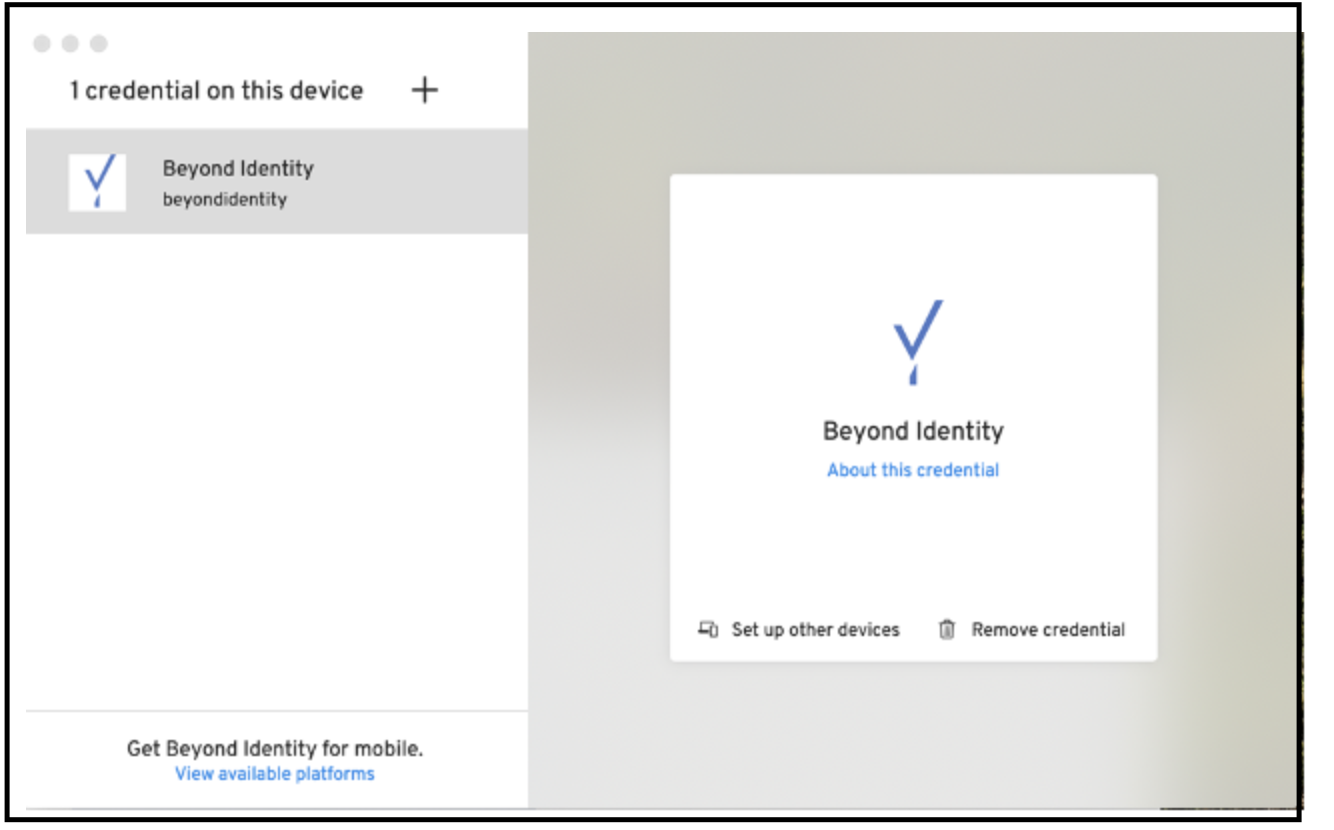 1 credential on this device
Beyond Identity
beyondidentity
Beyond Identity
About this credential
Set up other devices
Remove credential
Get Beyond Identity for mobile.
View available platforms